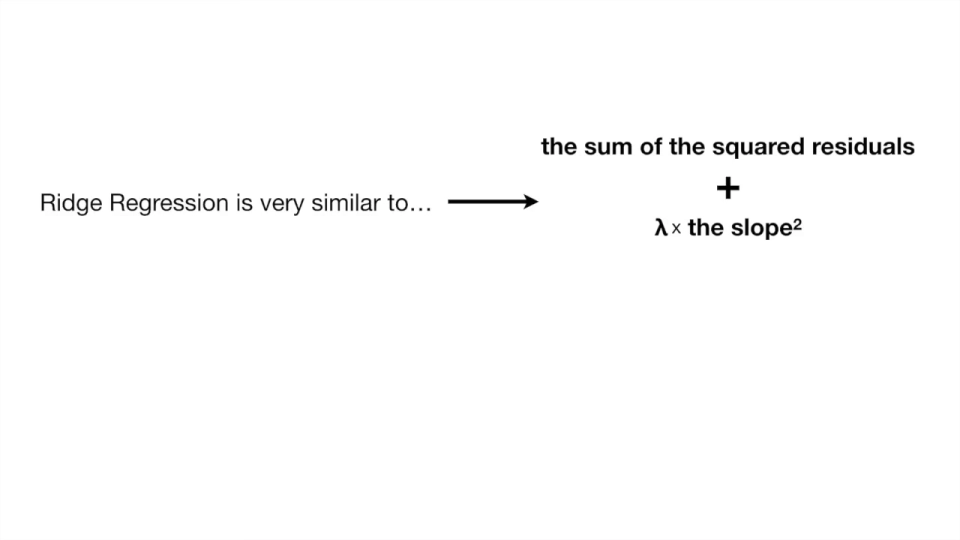 the sum of the squared residuals
+
Ridge Regression is very similar to…
λ x the slope²